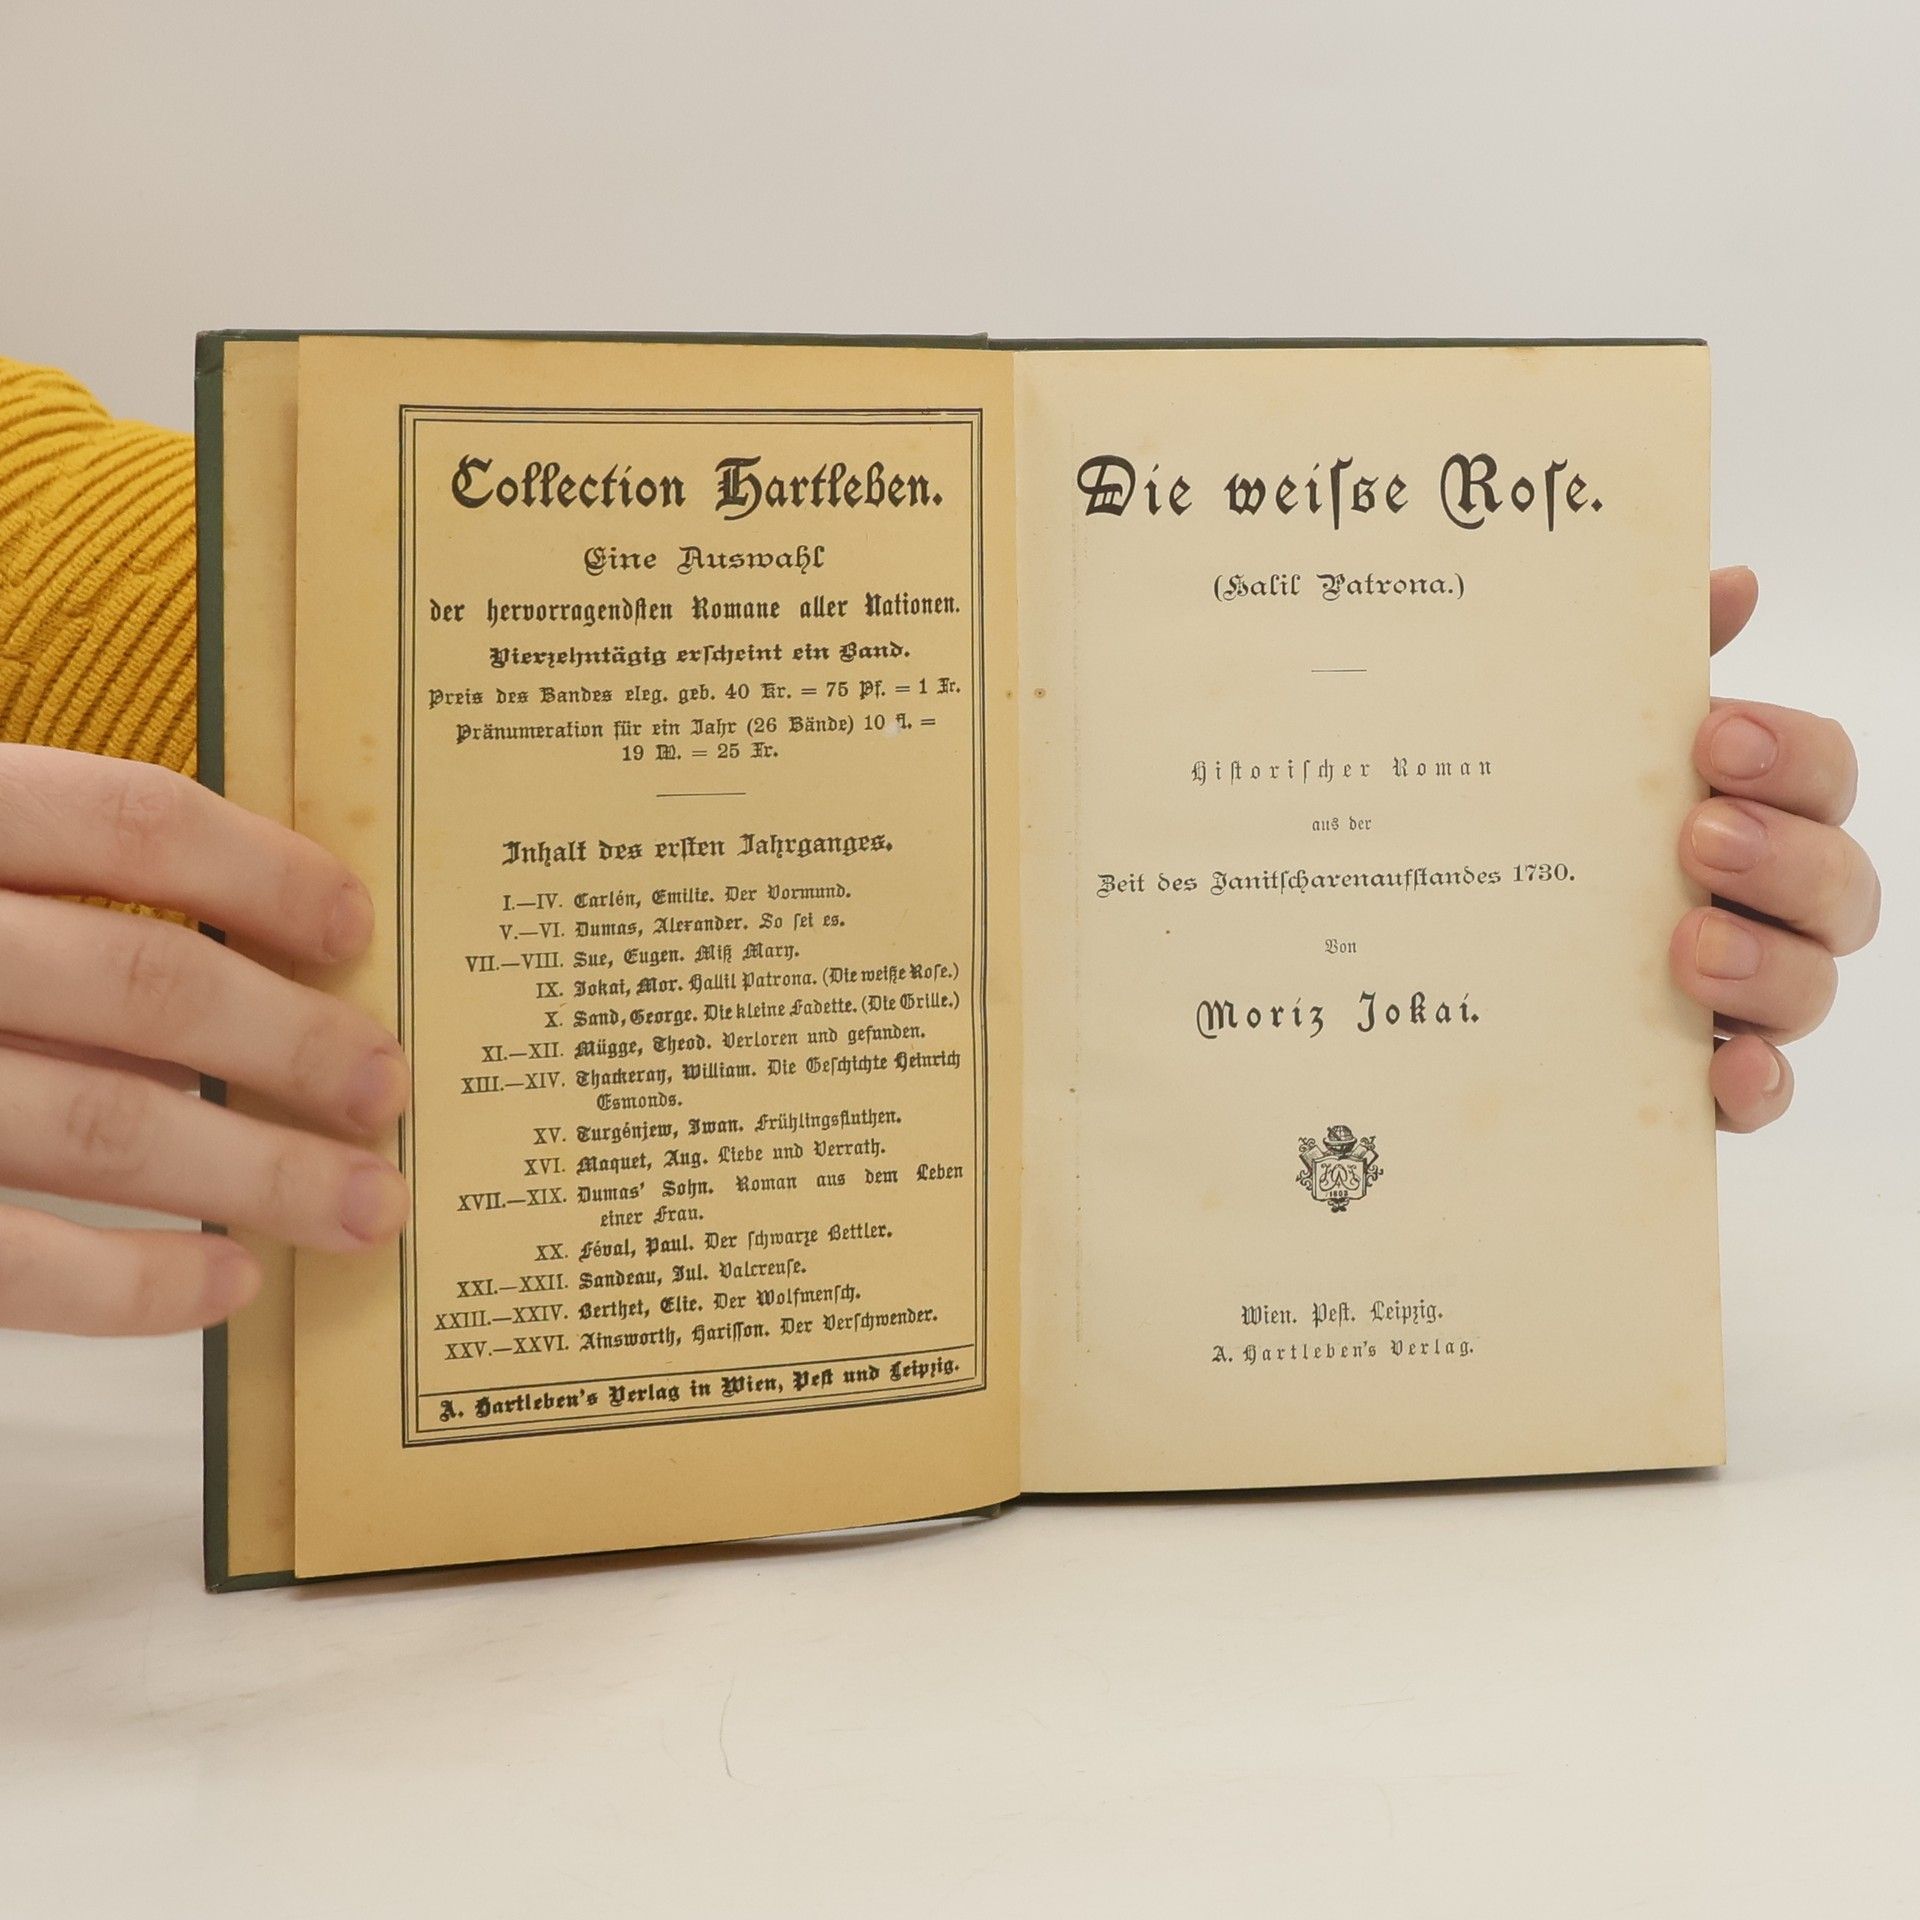 Collection Hartleben.
Eine Auswahl
der hervorragendſten Romane aller Nationen.
Vierzehntägig erſcheint ein Band.
Preis des Bandes eleg. geb. 40 Kr. = 75 Pf. = 1 Fr.
Pränumeration für ein Jahr (26 Bände) 10 fl. =
19 M. = 25 Fr.
Inhalt des erſten Jahrganges.
I.—IV. Carlén, Emilie. Der Vormund.
V.—VI. Dumas, Alexander. So ſei es.
VII.—VIII. Sue, Eugen. Miß Mary.
IX. Jokai, Mor. Hallil Patrona. (Die weiße Roſe.)
X. Sand, George. Die kleine Fadette. (Die Grille.)
XI.—XII. Mügge, Theod. Verloren und gefunden.
XIII.—XIV. Thackeray, William. Die Geſchichte Heinrich
Esmonds.
XV. Turgénjew, Iwan. Frühlingsfluthen.
XVI. Maquet, Aug. Liebe und Verrath.
XVII.—XIX. Dumas' Sohn. Roman aus dem Leben
einer Frau.
XX. Féval, Paul. Der ſchwarze Bettler.
XXI.—XXII. Sandeau, Jul. Valcreuſe.
XXIII.—XXIV. Berthet, Elie. Der Wolfmenſch.
XXV.—XXVI. Ainsworth, Hariſſon. Der Verſchwender.
A. Hartleben's Verlag in Wien, Peſt und Leipzig.
Die weiſse Roſe.
(Halil Patrona.)
Hiſtoriſcher Roman
aus der
Zeit des Janitſcharenaufſtandes 1730.
Von
Moriz Jokai.
1803
Wien. Peſt. Leipzig.
A. Hartleben's Verlag.